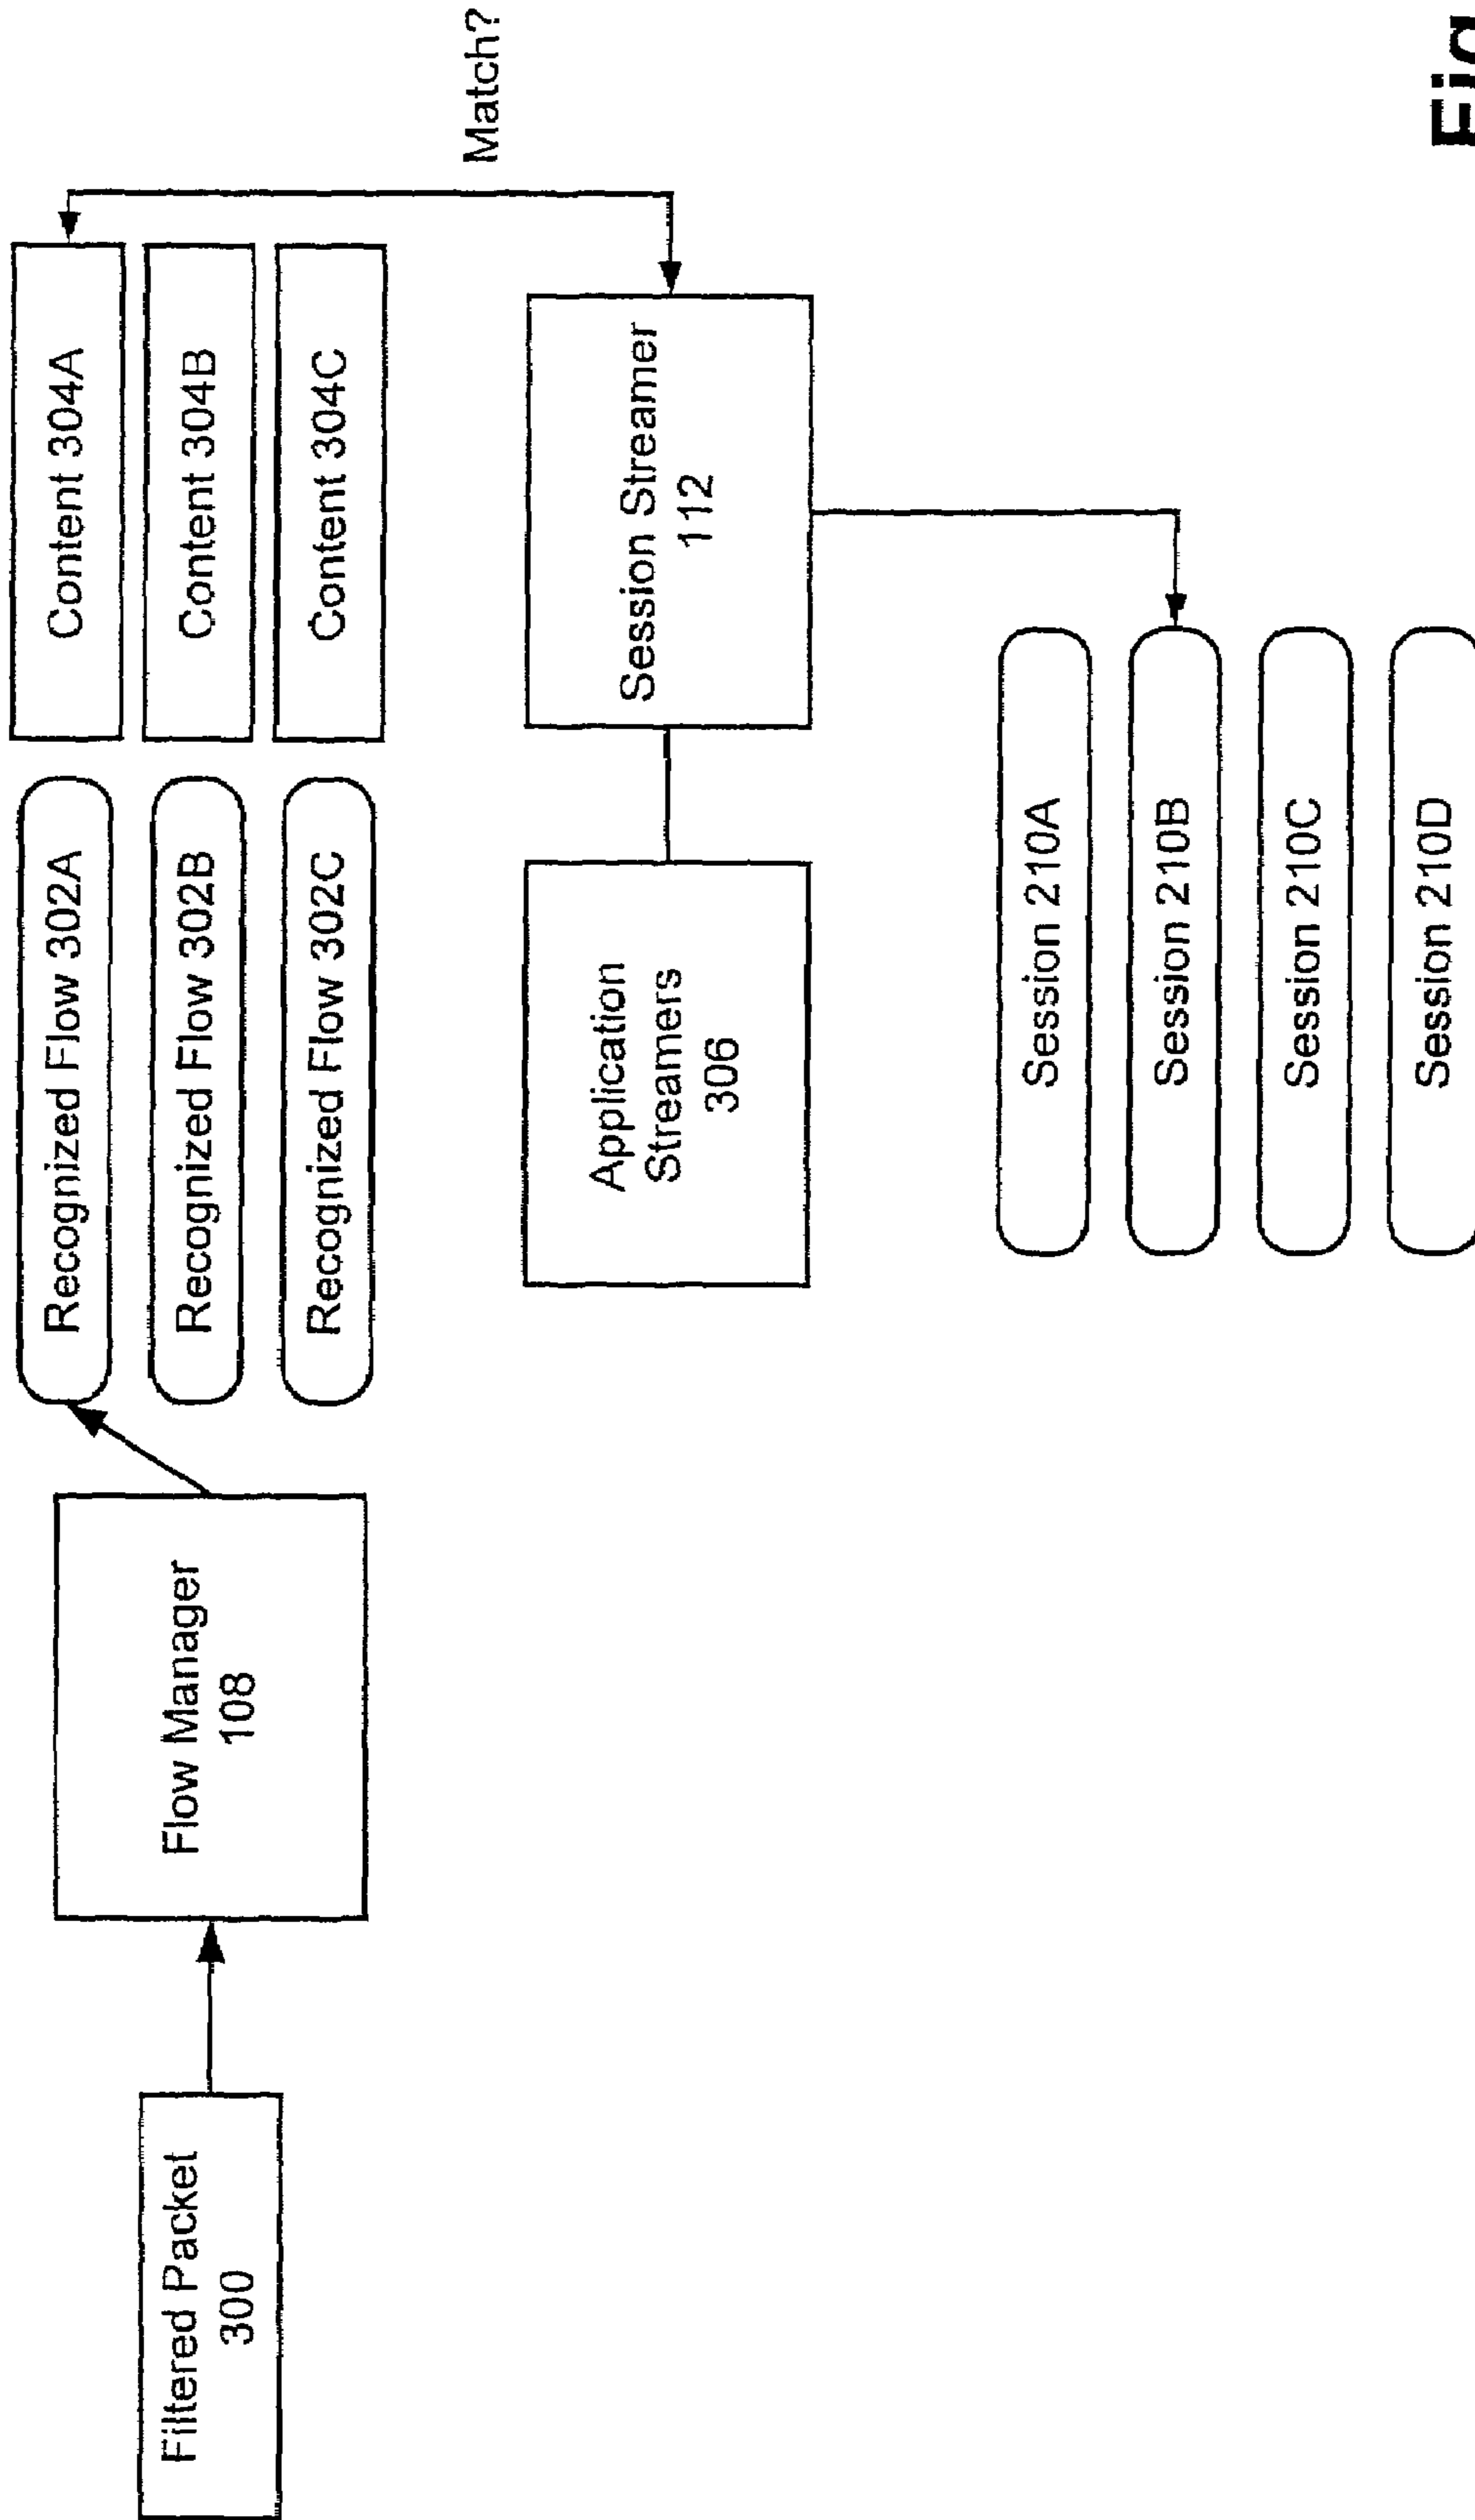 Filtered Packet
300
Flow Manager
108
Recognized Flow 302A
Recognized Flow 302B
Recognized Flow 302C
Content 304A
Content 304B
Content 304C
Match?
Application
Streamers
306
Session Streamer
112
Session 210A
Session 210B
Session 210C
Session 210D
Fig